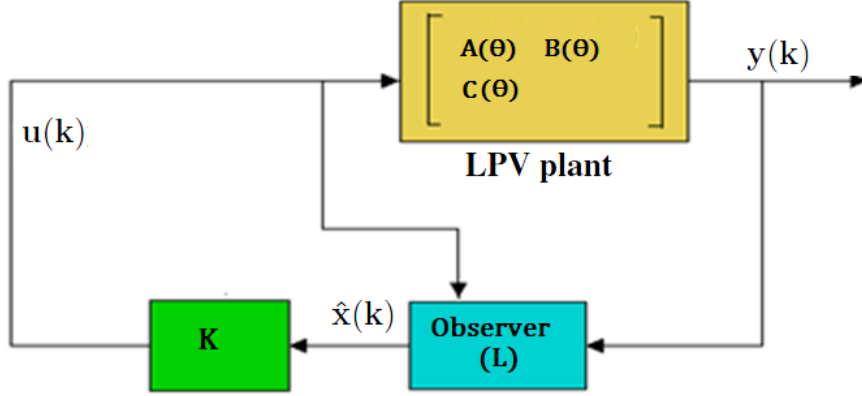 A(θ) B(θ)
C(θ)
y(k)
u(k)
LPV plant
x̂(k)
K
Observer
(L)